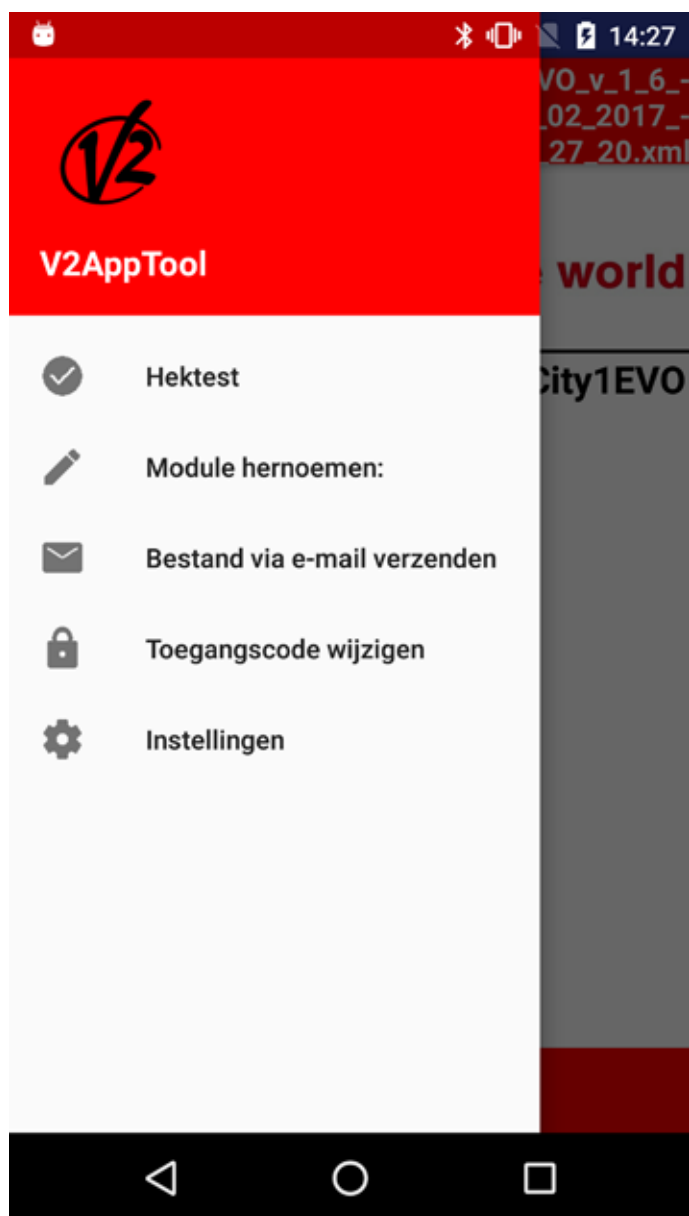 14:27
VO_v_1_6_-
_02_2017_-
_27_20.xml
V2
V2AppTool
world
City1EVO
Hektest
Module hernoemen:
Bestand via e-mail verzenden
Toegangscode wijzigen
Instellingen